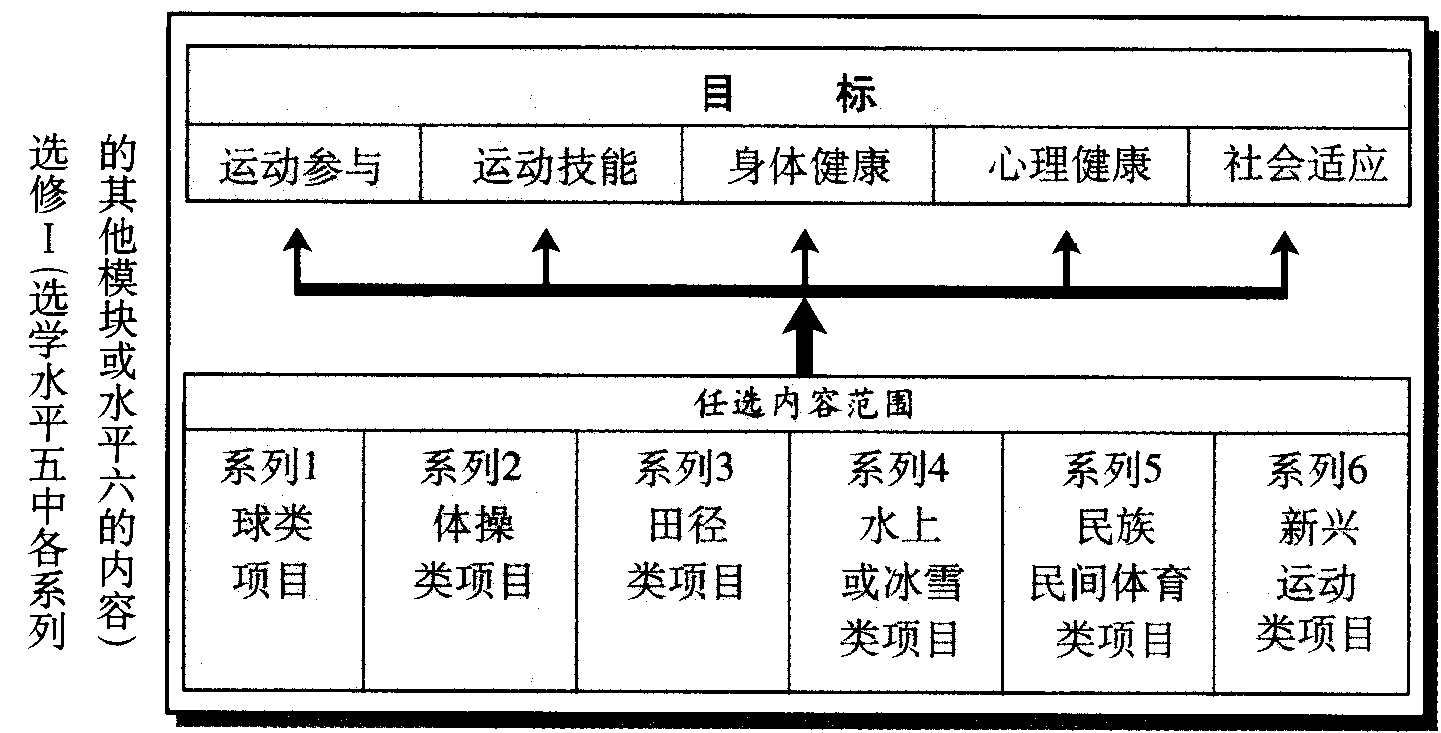 选修Ⅰ(选学水平五中各系列
的其他模块或水平六的内容)
目 标
运动参与
运动技能
身体健康
心理健康
社会适应
任选内容范围
系列1
球类
项目
系列2
体操
类项目
系列3
田径
类项目
系列4
水上
或冰雪
类项目
系列5
民族
民间体育
类项目
系列6
新兴
运动
类项目